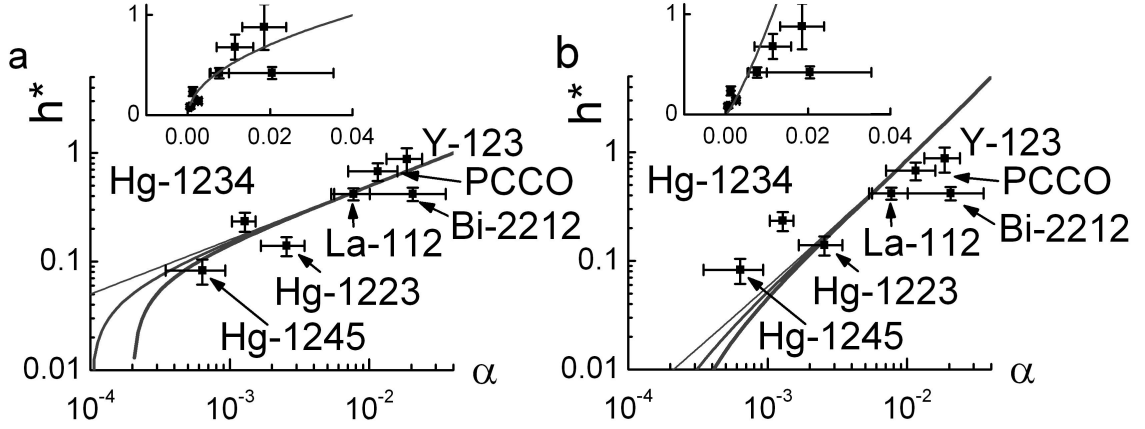 a
1
0
0.00 0.02 0.04
h*
1
0.1
0.01
Hg-1234
Y-123
PCCO
Bi-2212
La-112
Hg-1223
Hg-1245
10-4 10-3 10-2 α
b
1
0
0.00 0.02 0.04
h*
1
0.1
0.01
Hg-1234
Y-123
PCCO
Bi-2212
La-112
Hg-1223
Hg-1245
10-4 10-3 10-2 α